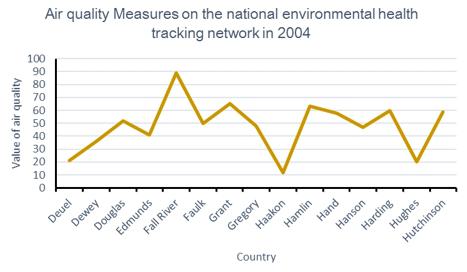 Air quality Measures on the national environmental health
tracking network in 2004
Value of air quality
100
90
80
70
60
50
40
30
20
10
0
Deuel
Dewey
Douglas
Edmunds
Fall River
Faulk
Grant
Gregory
Haakon
Hamlin
Hand
Hanson
Harding
Hughes
Hutchinson
Country